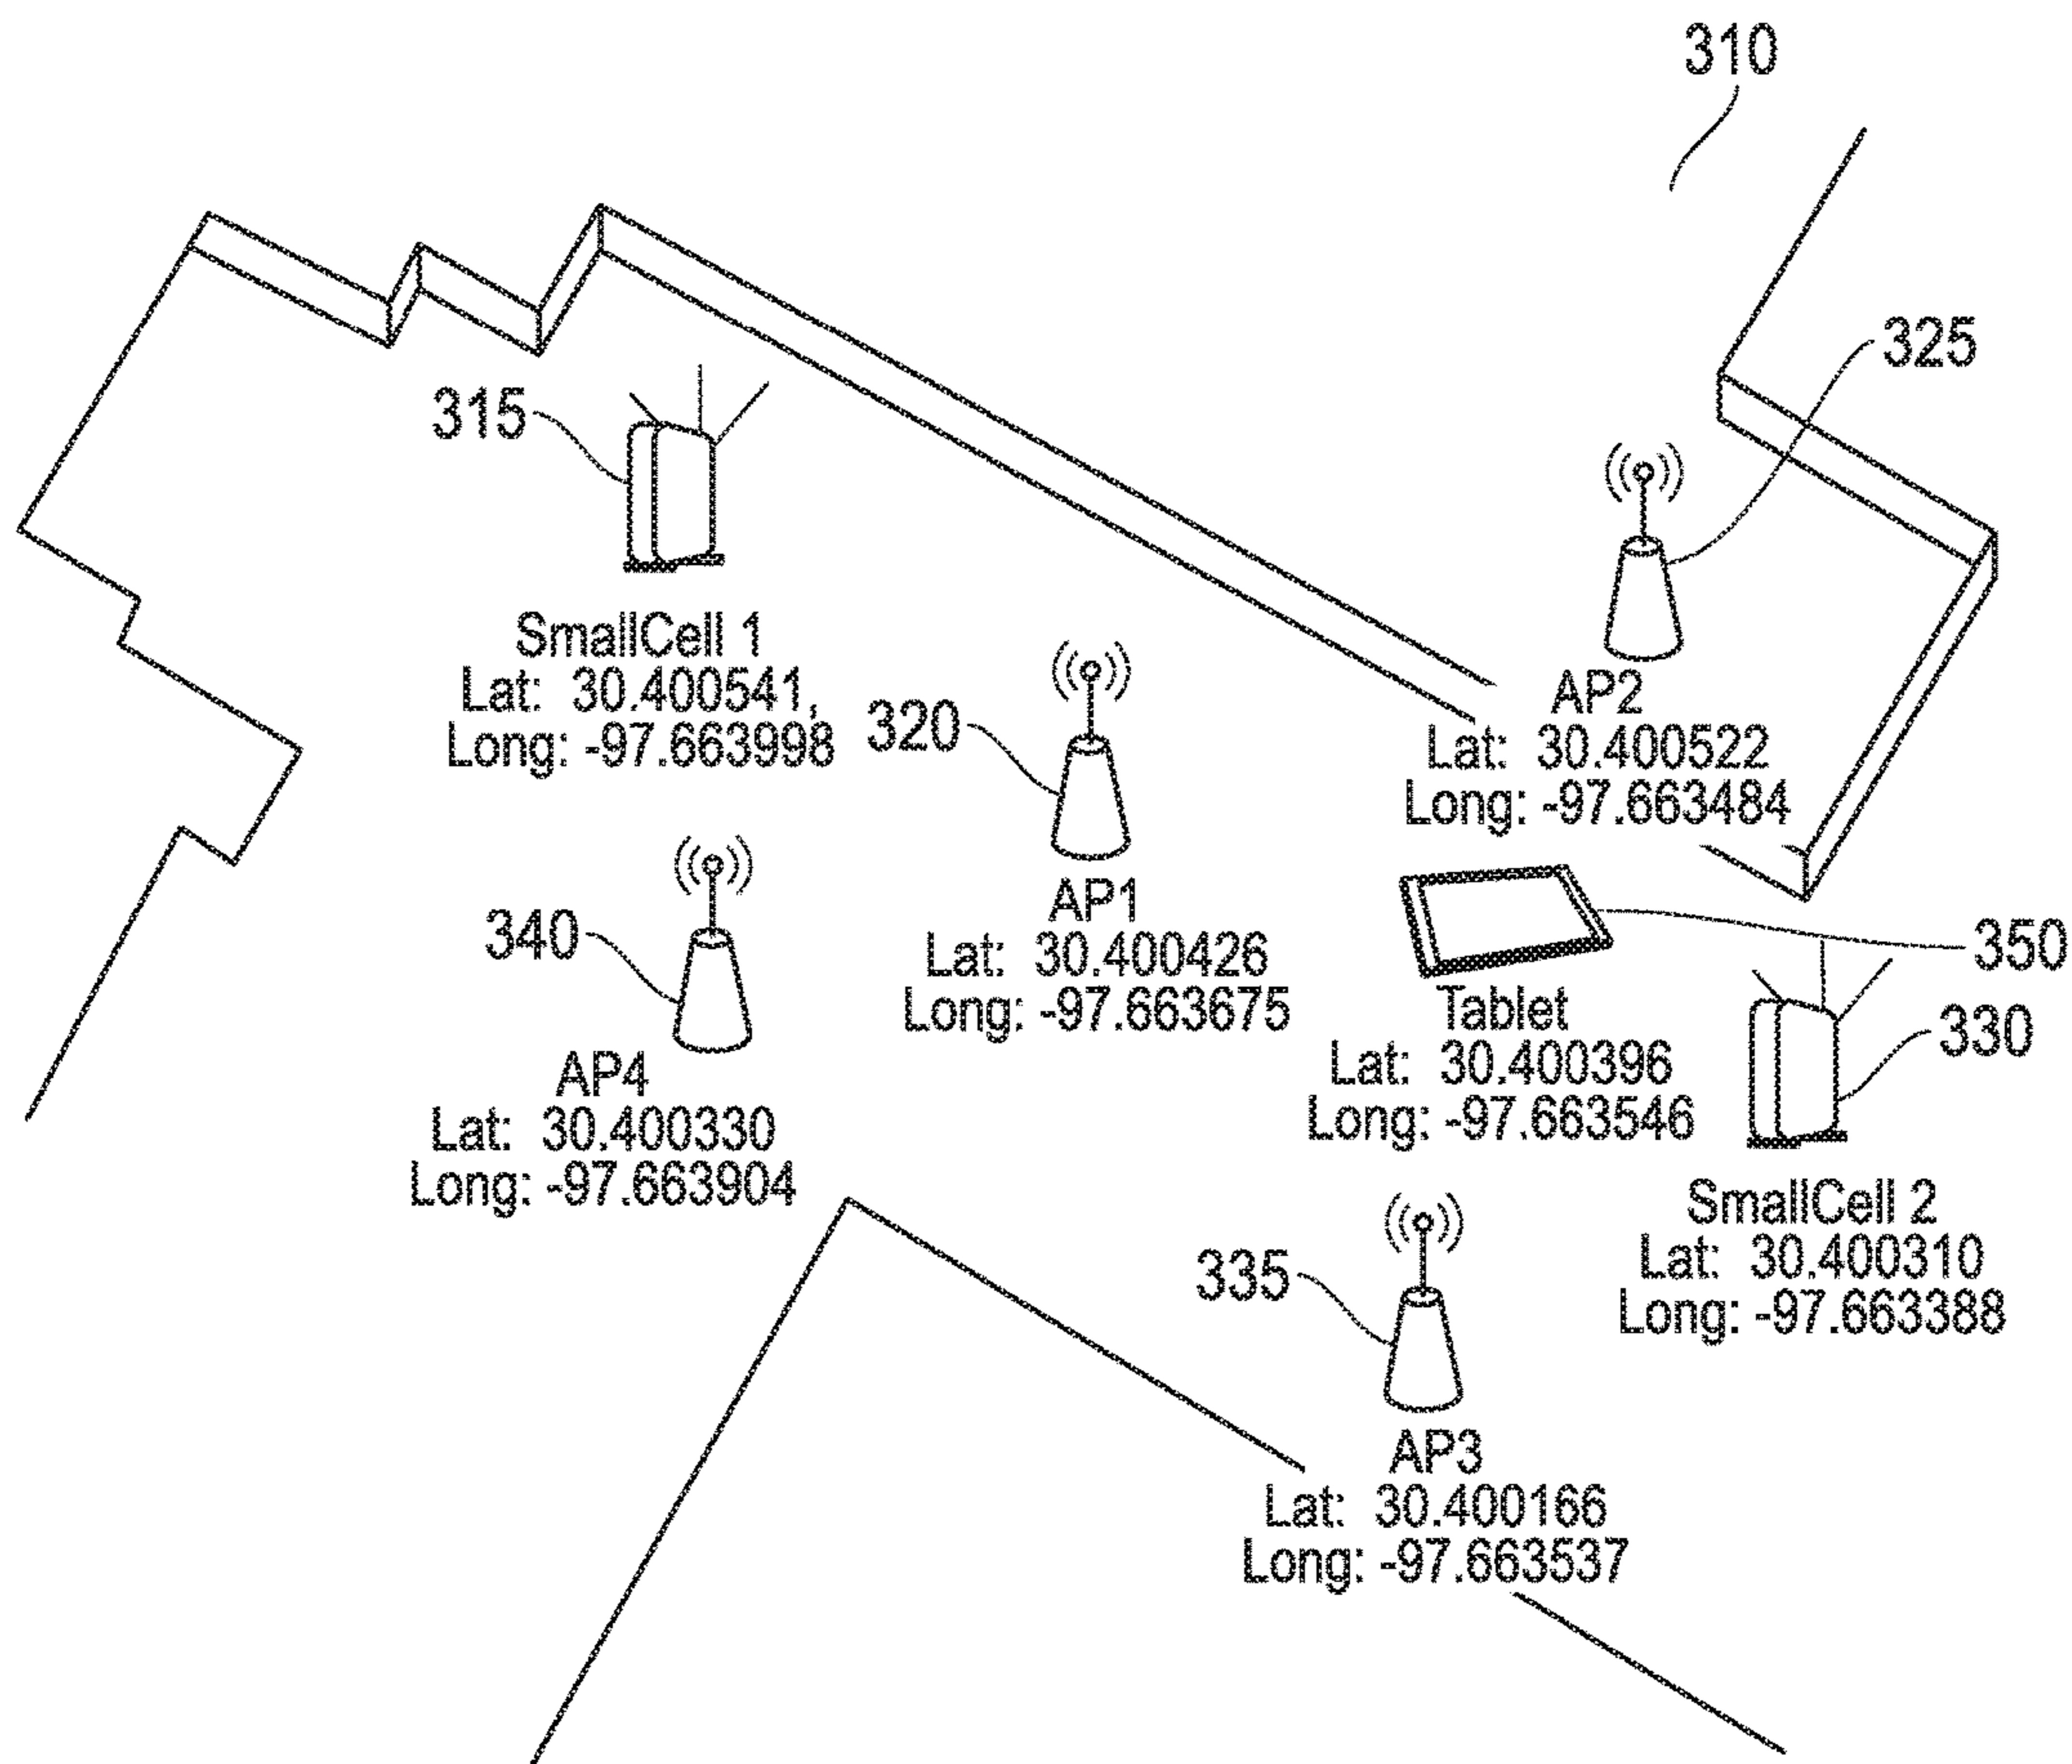 310
325
315
SmallCell 1
Lat: 30.400541,
Long: -97.663998
320
AP2
Lat: 30.400522
Long: -97.663484
340
AP1
Lat: 30.400426
Long: -97.663675
350
Tablet
Lat: 30.400396
Long: -97.663546
330
AP4
Lat: 30.400330
Long: -97.663904
SmallCell 2
Lat: 30.400310
Long: -97.663388
335
AP3
Lat: 30.400166
Long: -97.663537